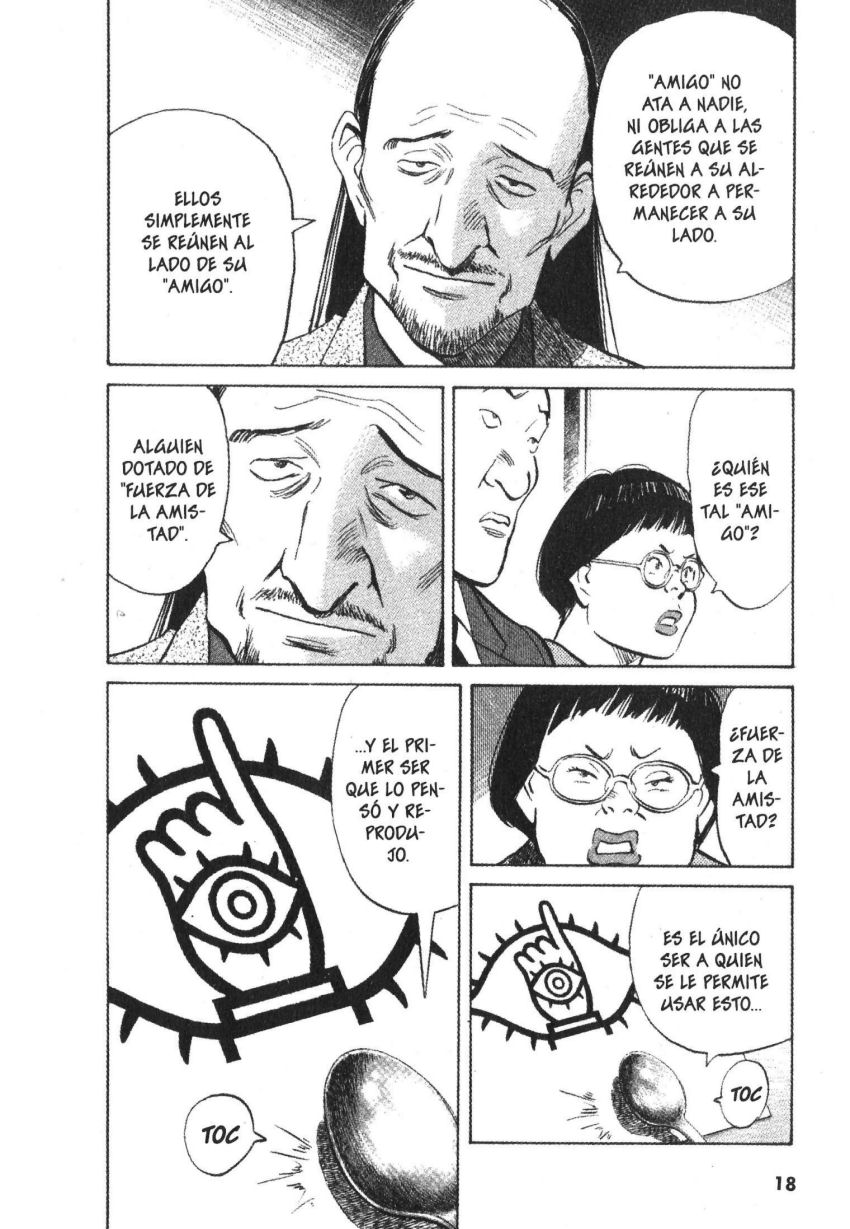 "AMIGO" NO
ATA A NADIE,
NI OBLIGA A LAS
GENTES QUE SE
REÚNEN A SU AL-
REDEDOR A PER-
MANECER A SU
LADO.
ELLOS
SIMPLEMENTE
SE REÚNEN AL
LADO DE SU
"AMIGO".
¿QUIÉN
ES ESE
TAL "AMI-
GO"?
ALGUIEN
DOTADO DE
"FUERZA DE
LA AMIS-
TAD".
¿FUER-
ZA DE
LA
AMIS-
TAD?
ES EL ÚNICO
SER A QUIEN
SE LE PERMITE
USAR ESTO...
TOC
...Y EL PRI-
MER SER
QUE LO PEN-
SÓ Y RE-
PRODU-
JO.
TOC
18